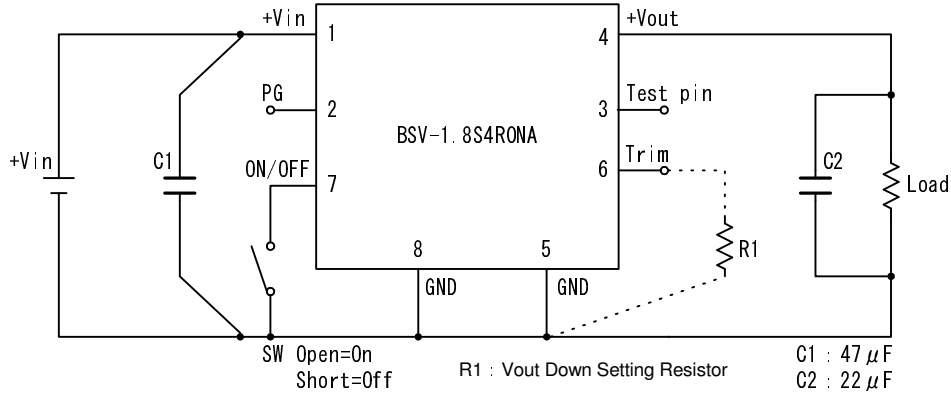 +Vin
1
4
+Vout
PG
2
3
Test pin
BSV-1.8S4R0NA
+Vin
C1
ON/OFF
7
6
Trim
C2
Load
8
5
R1
GND
GND
SW Open=On
Short=Off
R1 : Vout Down Setting Resistor
C1 : 47μF
C2 : 22μF